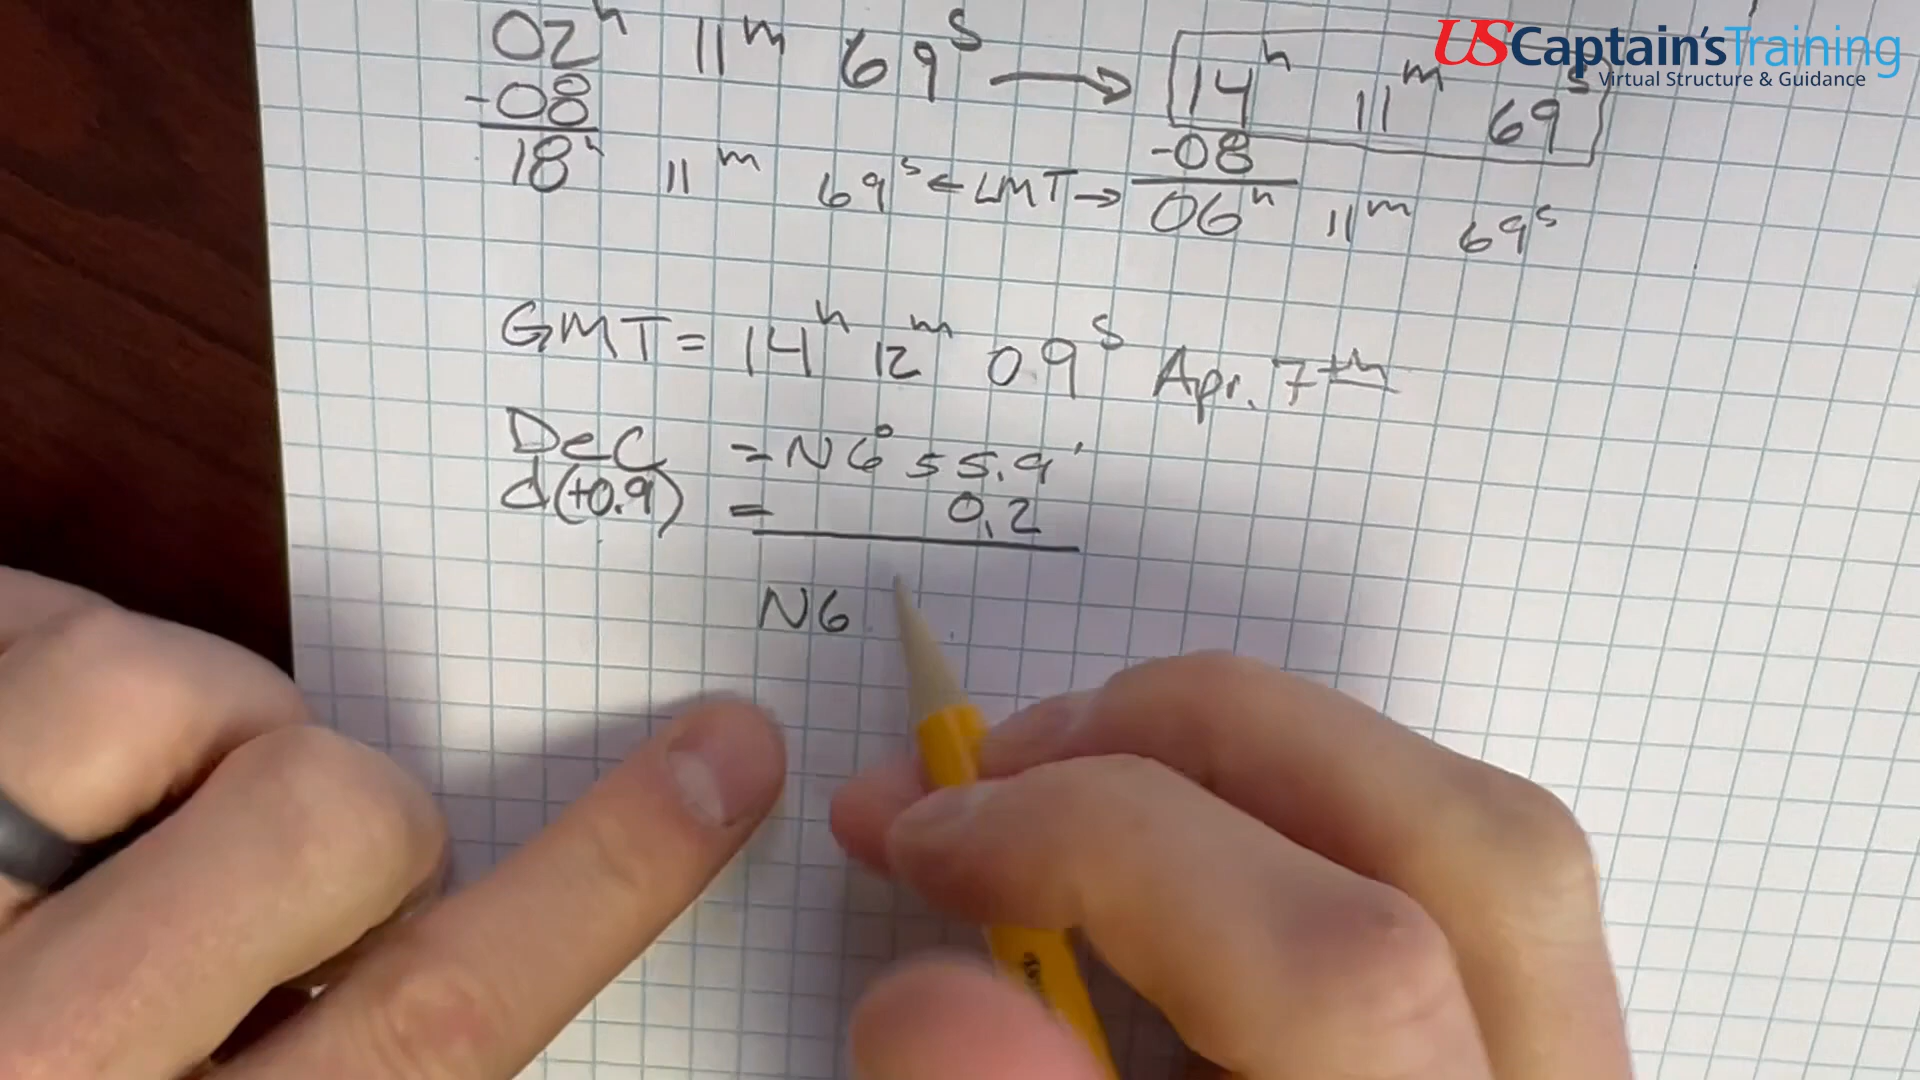 USCaptain'sTraining
Virtual Structure & Guidance
02h 11m 69s → 14h 11m 69s
-08 -08
18h 11m 69s ← LMT → 06h 11m 69s
GMT = 14h 12m 09s Apr. 7th
Dec = N6° 55.9'
d(+0.9) = 0.2
N6